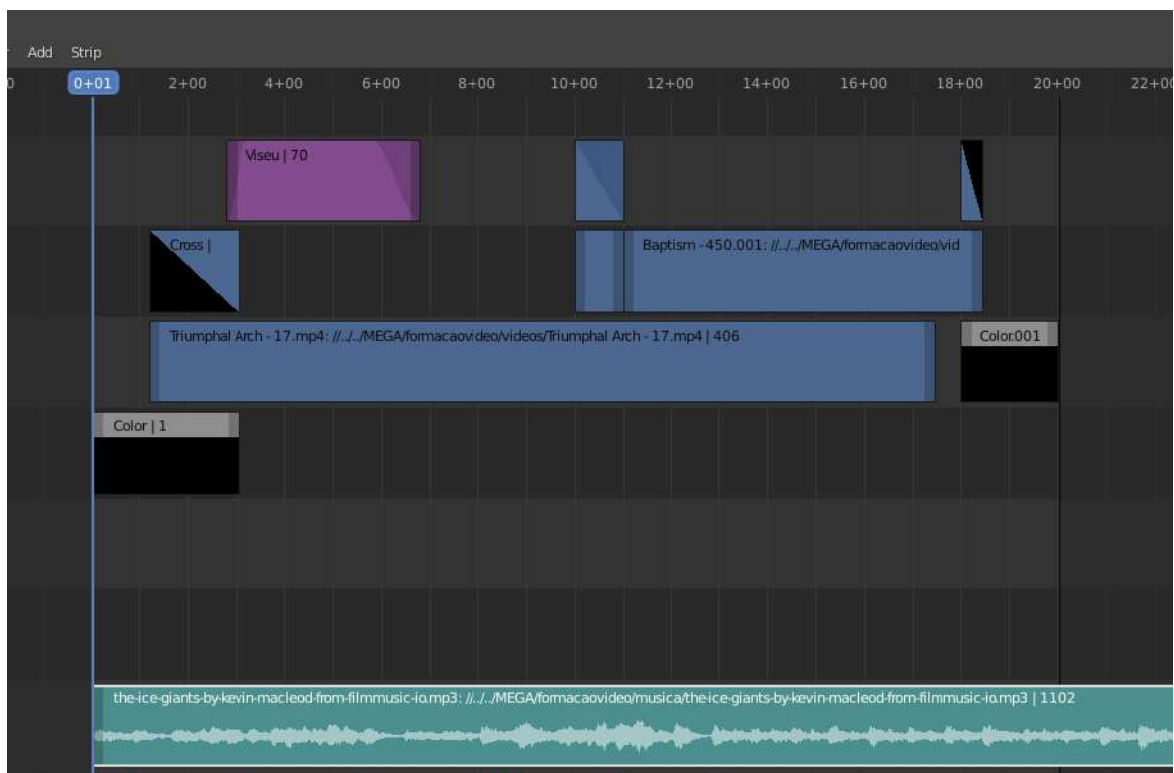 Add Strip
0+01 2+00 4+00 6+00 8+00 10+00 12+00 14+00 16+00 18+00 20+00
Viseu | 70
Cross |
Baptism - 450.001: //../../MEGA/formacaovideo/vid
Triumphal Arch - 17.mp4: //../../MEGA/formacaovideo/videos/Triumphal Arch - 17.mp4 | 406
Color.001
Color | 1
the-ice-giants-by-kevin-macleod-from-filmmusic-io.mp3: //../../MEGA/formacaovideo/musica/the-ice-giants-by-kevin-macleod-from-filmmusic-io.mp3 | 1102